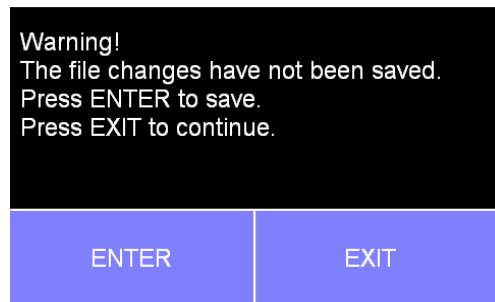 Warning!
The file changes have not been saved.
Press ENTER to save.
Press EXIT to continue.
ENTER
EXIT